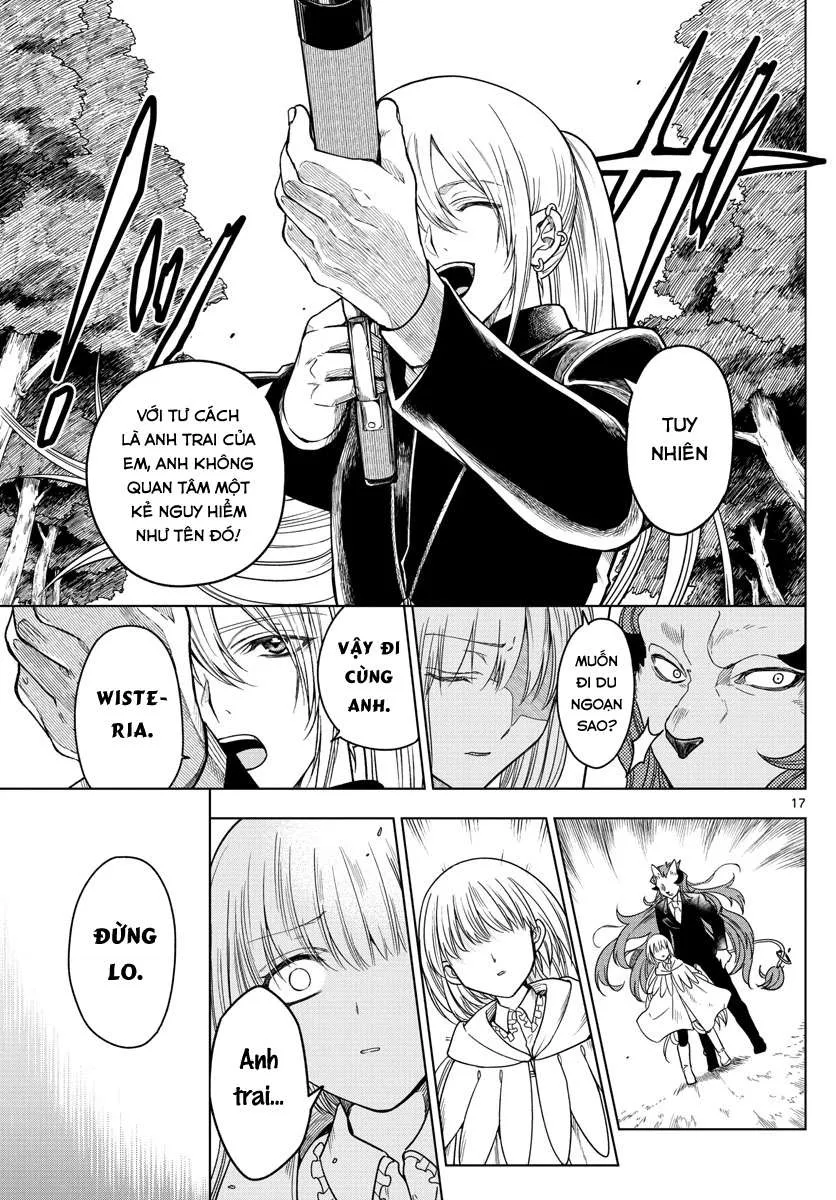 TUY
NHIÊN
VỚI TƯ CÁCH
LÀ ANH TRAI CỦA
EM, ANH KHÔNG
QUAN TÂM MỘT
KẺ NGUY HIỂM
NHƯ TÊN ĐÓ!
MUỐN
ĐI DU
NGOẠN
SAO?
VẬY ĐI
CÙNG
ANH.
WISTE-
RIA.
17
Anh
trai...
ĐỪNG
LO.